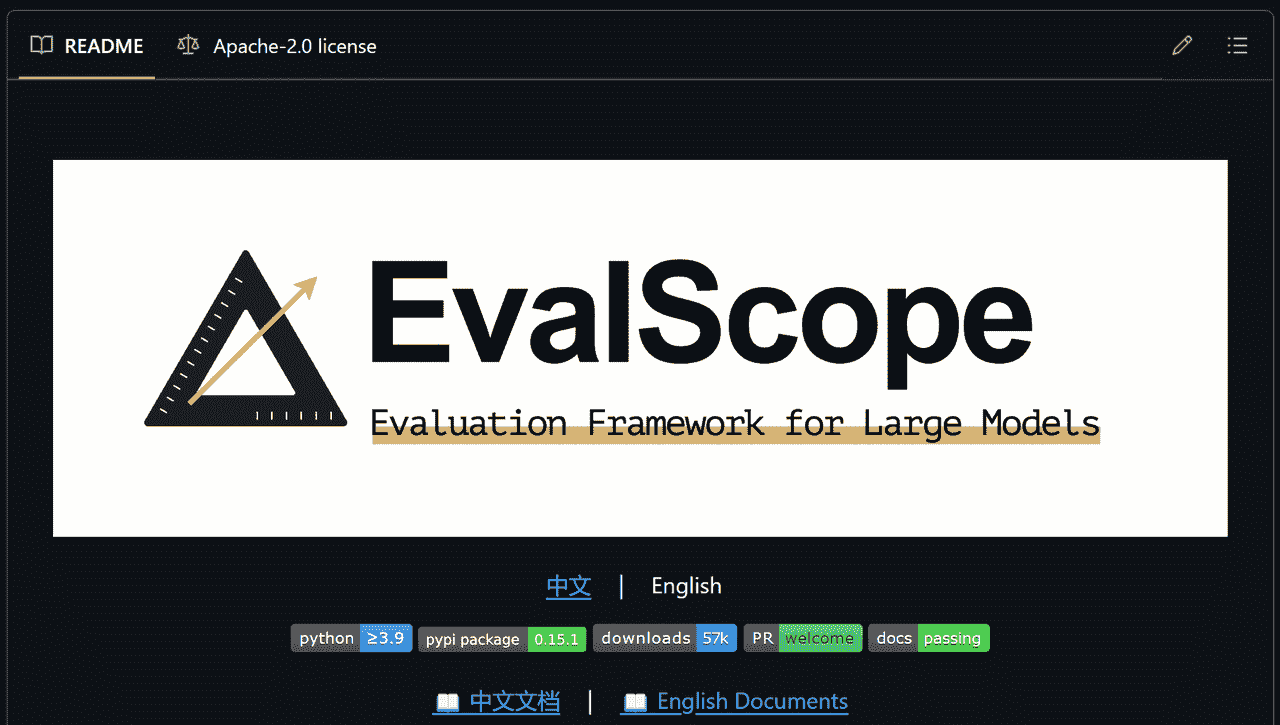 README Apache-2.0 license
EvalScope
Evaluation Framework for Large Models
中文 | English
python ≥3.9 pypi package 0.15.1 downloads 57k PR welcome docs passing
📖 中文文档 | 📖 English Documents